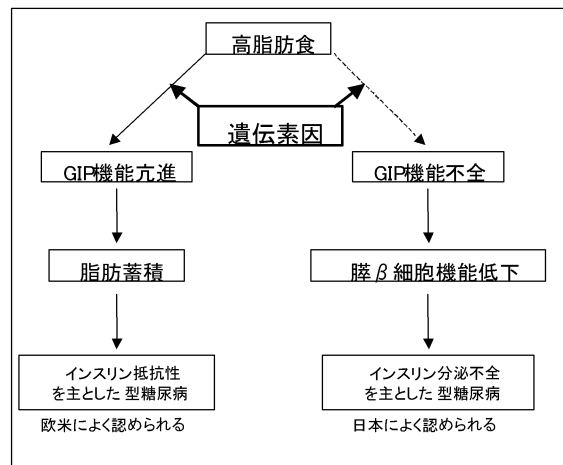 高脂肪食
遺伝素因
GIP機能亢進
GIP機能不全
脂肪蓄積
膵β細胞機能低下
インスリン抵抗性
を主とした 型糖尿病
インスリン分泌不全
を主とした 型糖尿病
欧米によく認められる
日本によく認められる